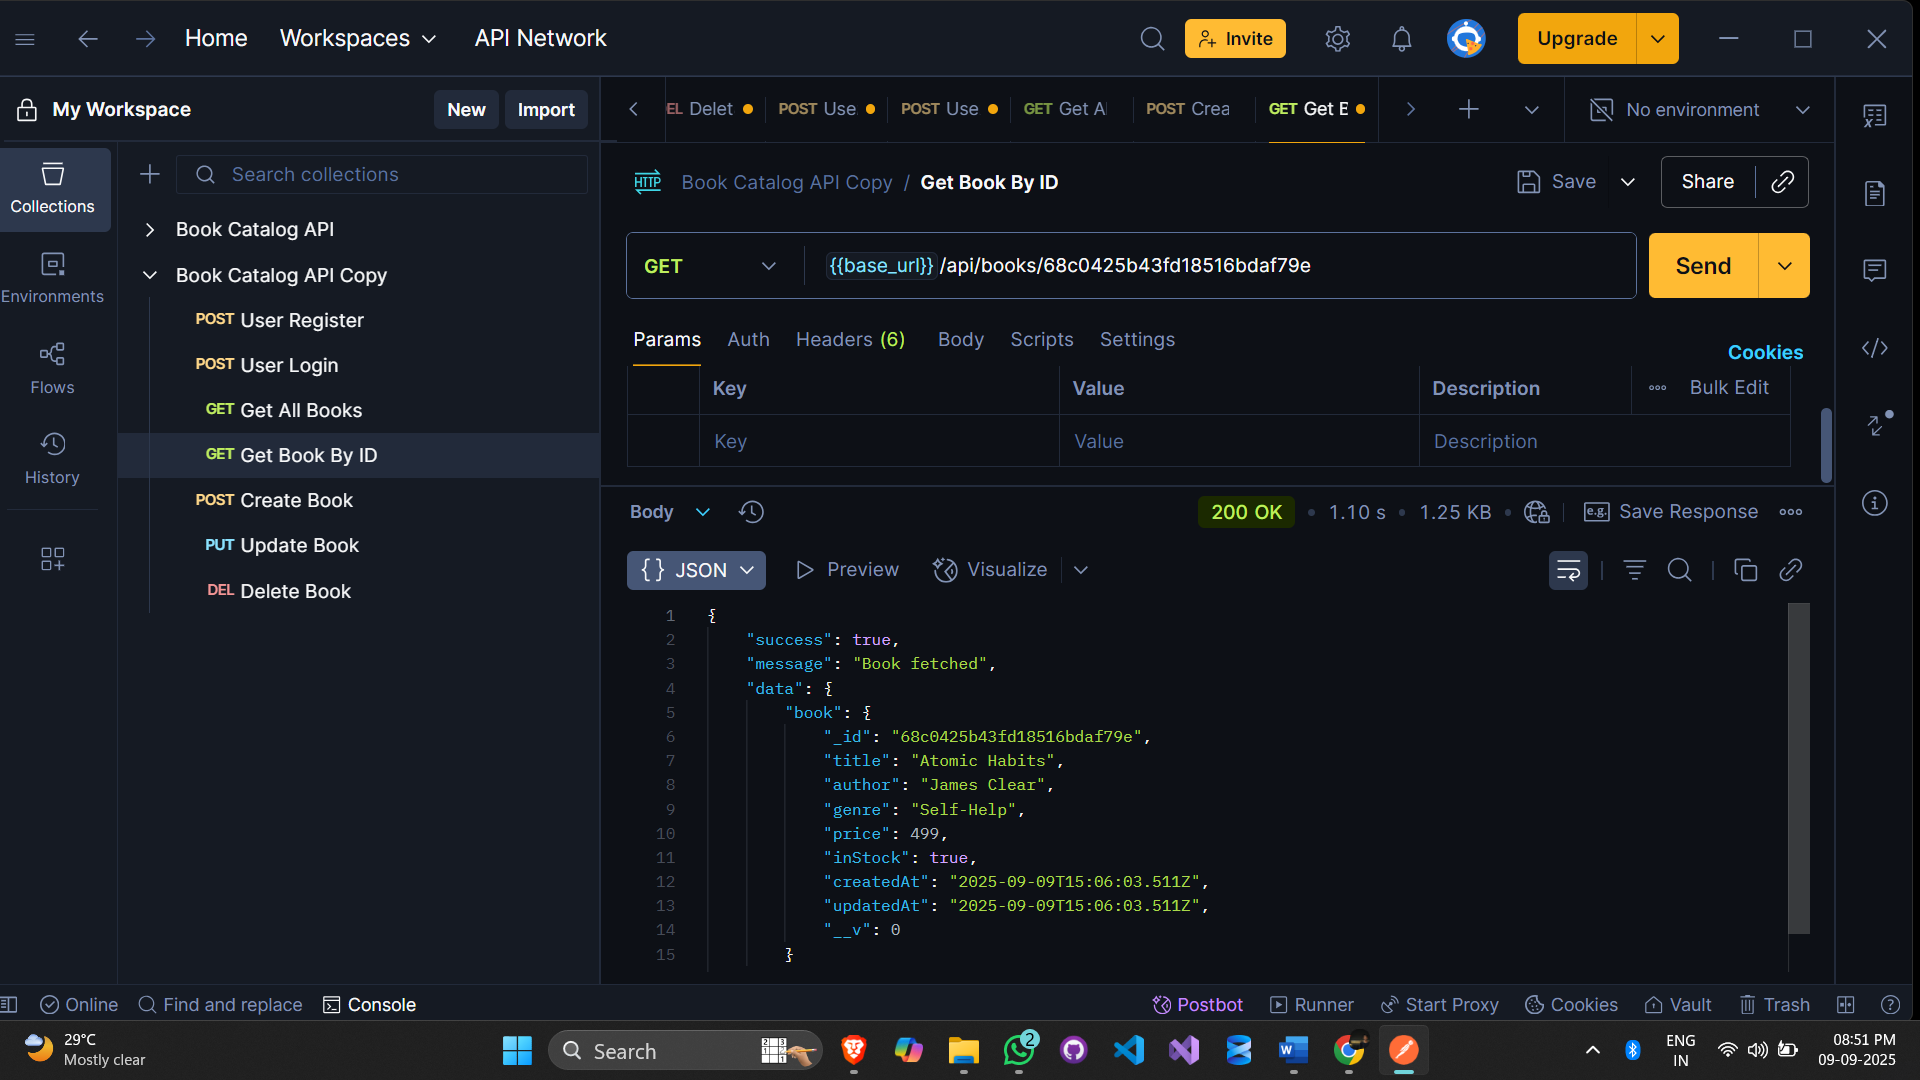 Home
Workspaces
API Network
Invite
Upgrade
My Workspace
New
Import
EL Delet
POST Use
POST Use
GET Get Al
POST Crea
GET Get B
No environment
Collections
Environments
Flows
History
Search collections
Book Catalog API
Book Catalog API Copy
POST User Register
POST User Login
GET Get All Books
GET Get Book By ID
POST Create Book
PUT Update Book
DEL Delete Book
HTTP
Book Catalog API Copy / Get Book By ID
Save
Share
GET
{{base_url}} /api/books/68c0425b43fd18516bdaf79e
Send
Params
Auth
Headers (6)
Body
Scripts
Settings
Cookies
Key
Value
Description
Bulk Edit
Key
Value
Description
Body
200 OK
1.10 s
1.25 KB
e.g.
Save Response
{} JSON
Preview
Visualize
1 {
2 "success": true,
3 "message": "Book fetched",
4 "data": {
5 "book": {
6 "_id": "68c0425b43fd18516bdaf79e",
7 "title": "Atomic Habits",
8 "author": "James Clear",
9 "genre": "Self-Help",
10 "price": 499,
11 "inStock": true,
12 "createdAt": "2025-09-09T15:06:03.511Z",
13 "updatedAt": "2025-09-09T15:06:03.511Z",
14 "__v": 0
15 }
Online
Find and replace
Console
Postbot
Runner
Start Proxy
Cookies
Vault
Trash
29°C
Mostly clear
Search
2
ENG
IN
08:51 PM
09-09-2025